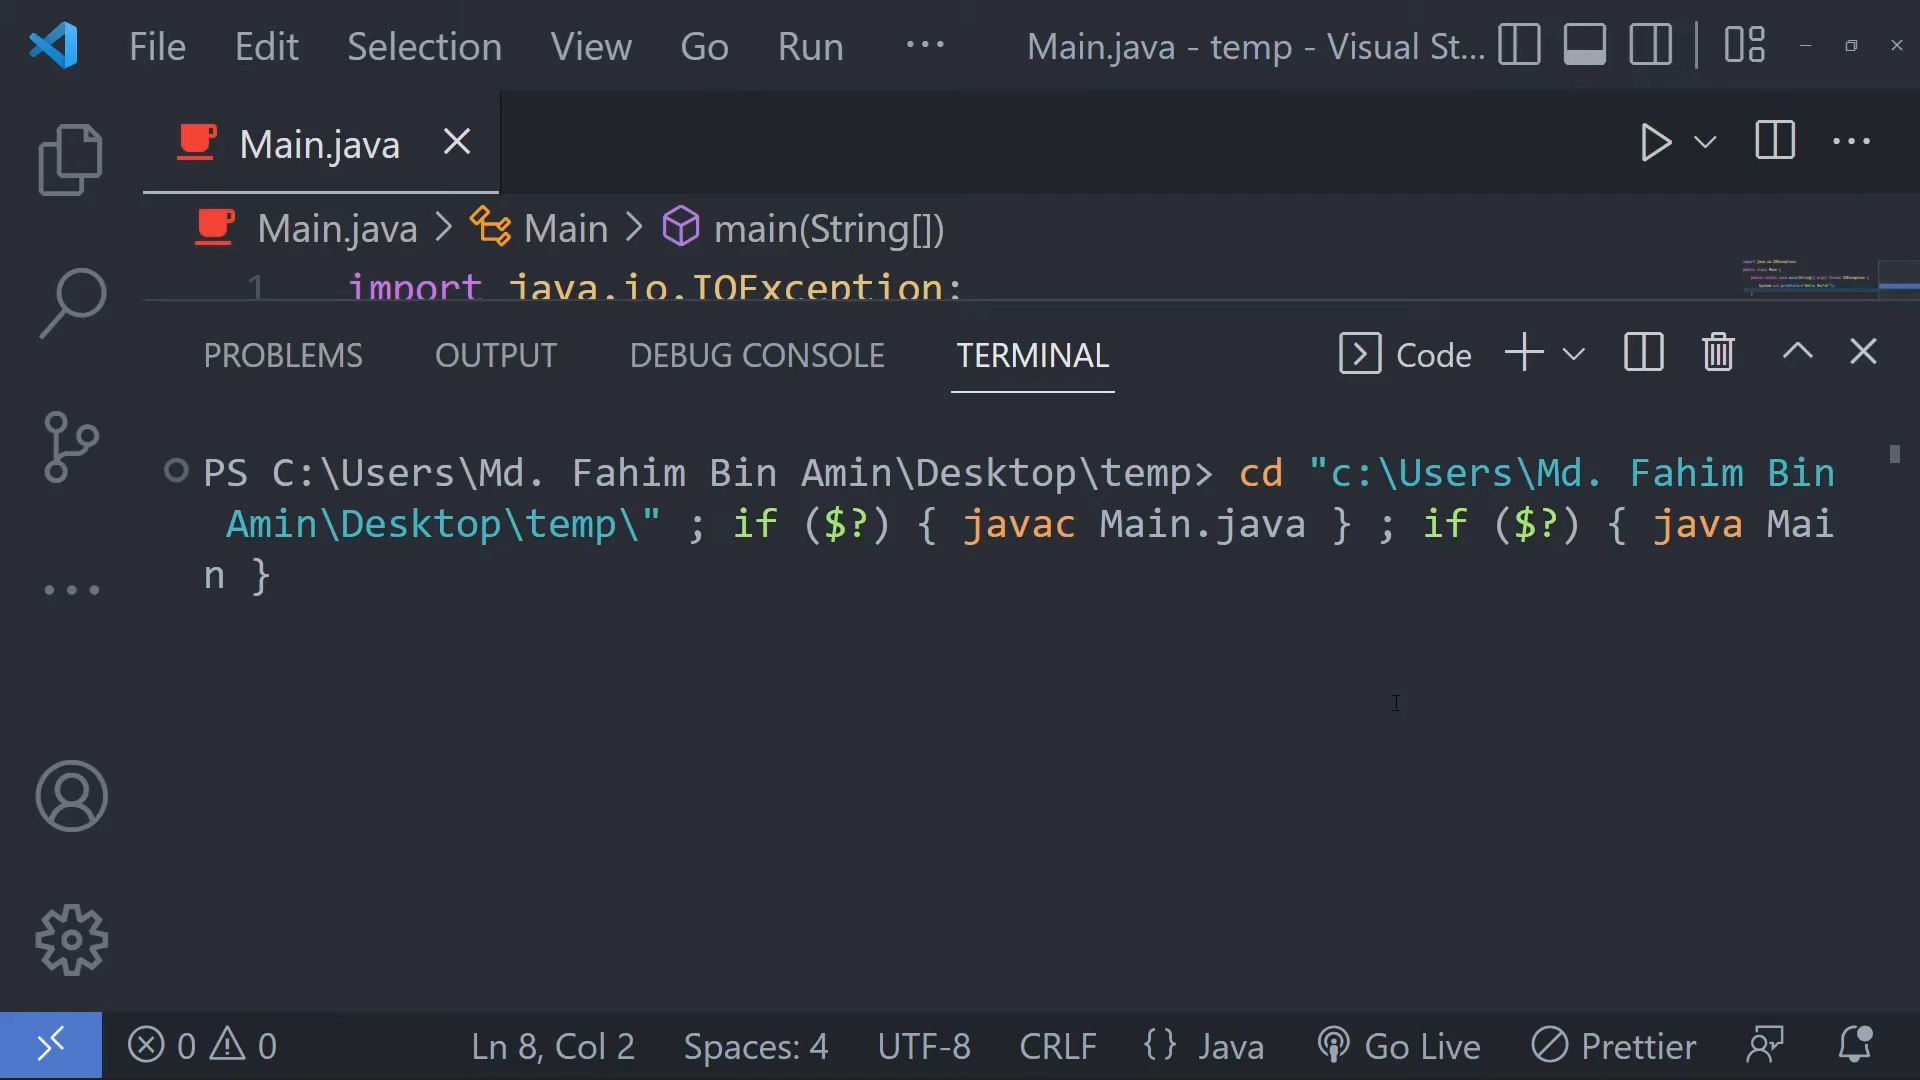 File Edit Selection View Go Run ··· Main.java - temp - Visual St...
Main.java
Main.java > Main > main(String[])
1 import java.io.IOException;
PROBLEMS OUTPUT DEBUG CONSOLE TERMINAL Code
PS C:\Users\Md. Fahim Bin Amin\Desktop\temp> cd "c:\Users\Md. Fahim Bin
Amin\Desktop\temp\" ; if ($?) { javac Main.java } ; if ($?) { java Mai
n }
0 0 Ln 8, Col 2 Spaces: 4 UTF-8 CRLF {} Java Go Live Prettier